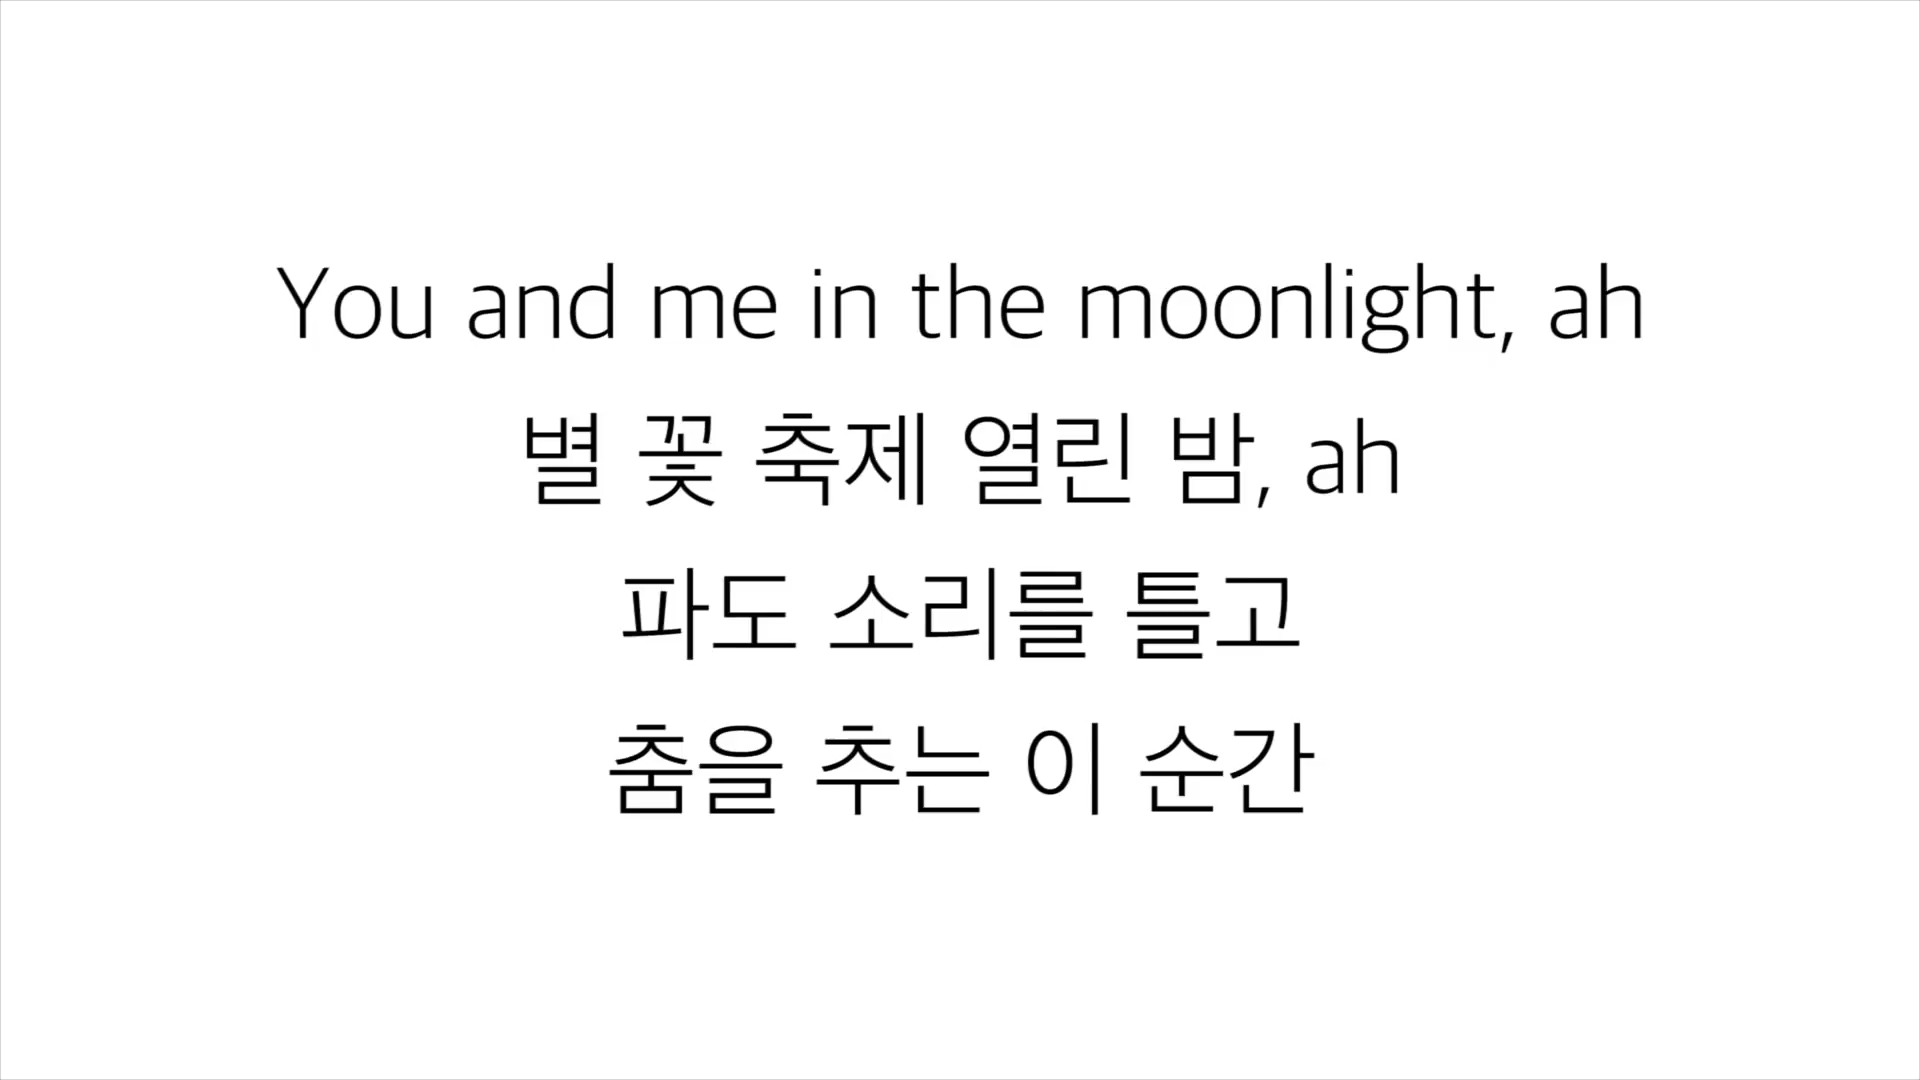 You and me in the moonlight, ah
별 꽃 축제 열린 밤, ah
파도 소리를 틀고
춤을 추는 이 순간